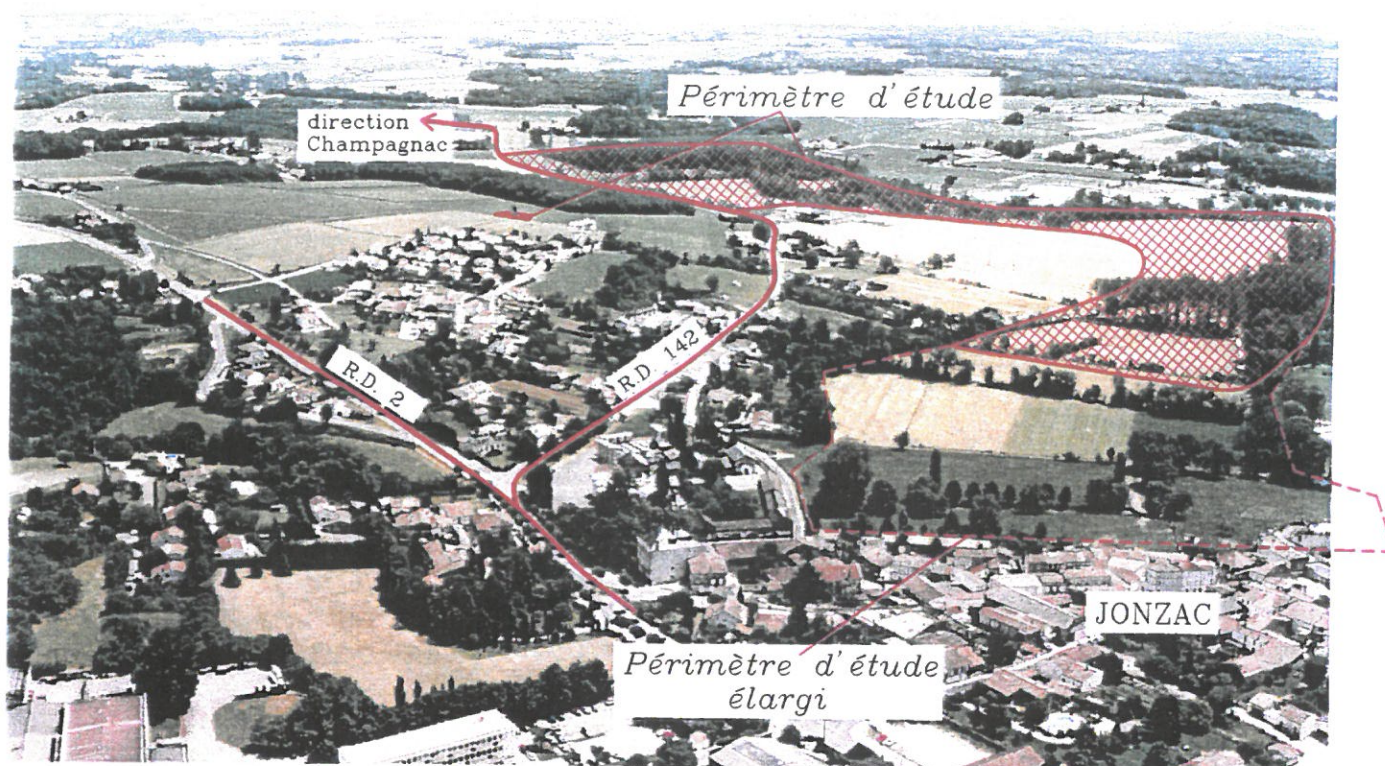 Périmètre d'étude
direction
Champagnac
R.D. 2
R.D. 142
JONZAC
Périmètre d'étude
élargi